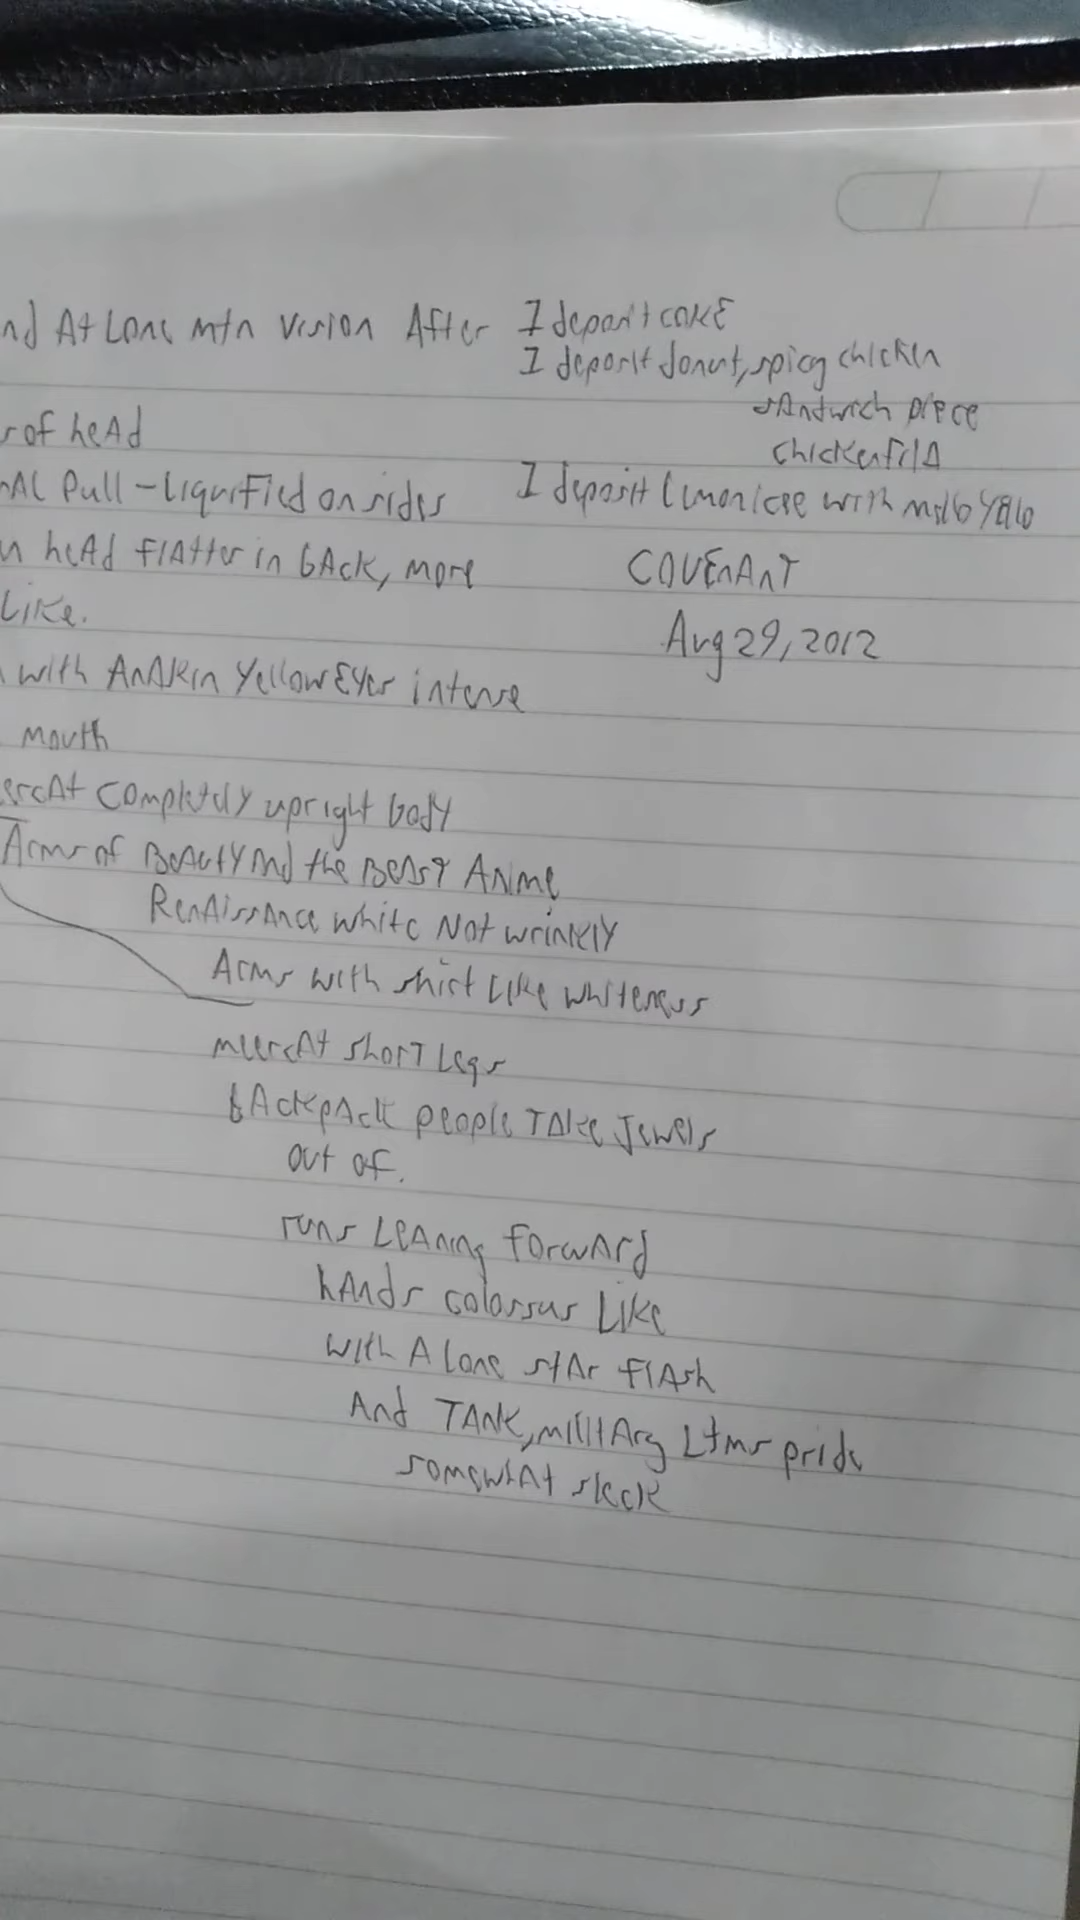 nd At Lone mtn vision After
I deposit coke
I deposit donut, spicy chicken
sandwich piece
chickenfilA
r of heAd
nAl Pull - Liquified on sides
I deposit lemonicee with mello yello
n heAd flAtter in bAck, more
COVEnAnT
Like.
Aug 29, 2012
with AnAkin Yellow Eyes intense
mouth
ercAt completely upright body
Arms of BeAuty And the BeAst Anime
RenAissAnce white Not wrinkly
Arms with shirt Like whiteness
meercAt short Legs
bAckpAck people TAke Jewels
out of.
runs LeAning forwArd
hAnds colossus Like
with A lone stAr flAsh
And TAnk, militAry Ltms pride
somewhAt sleek